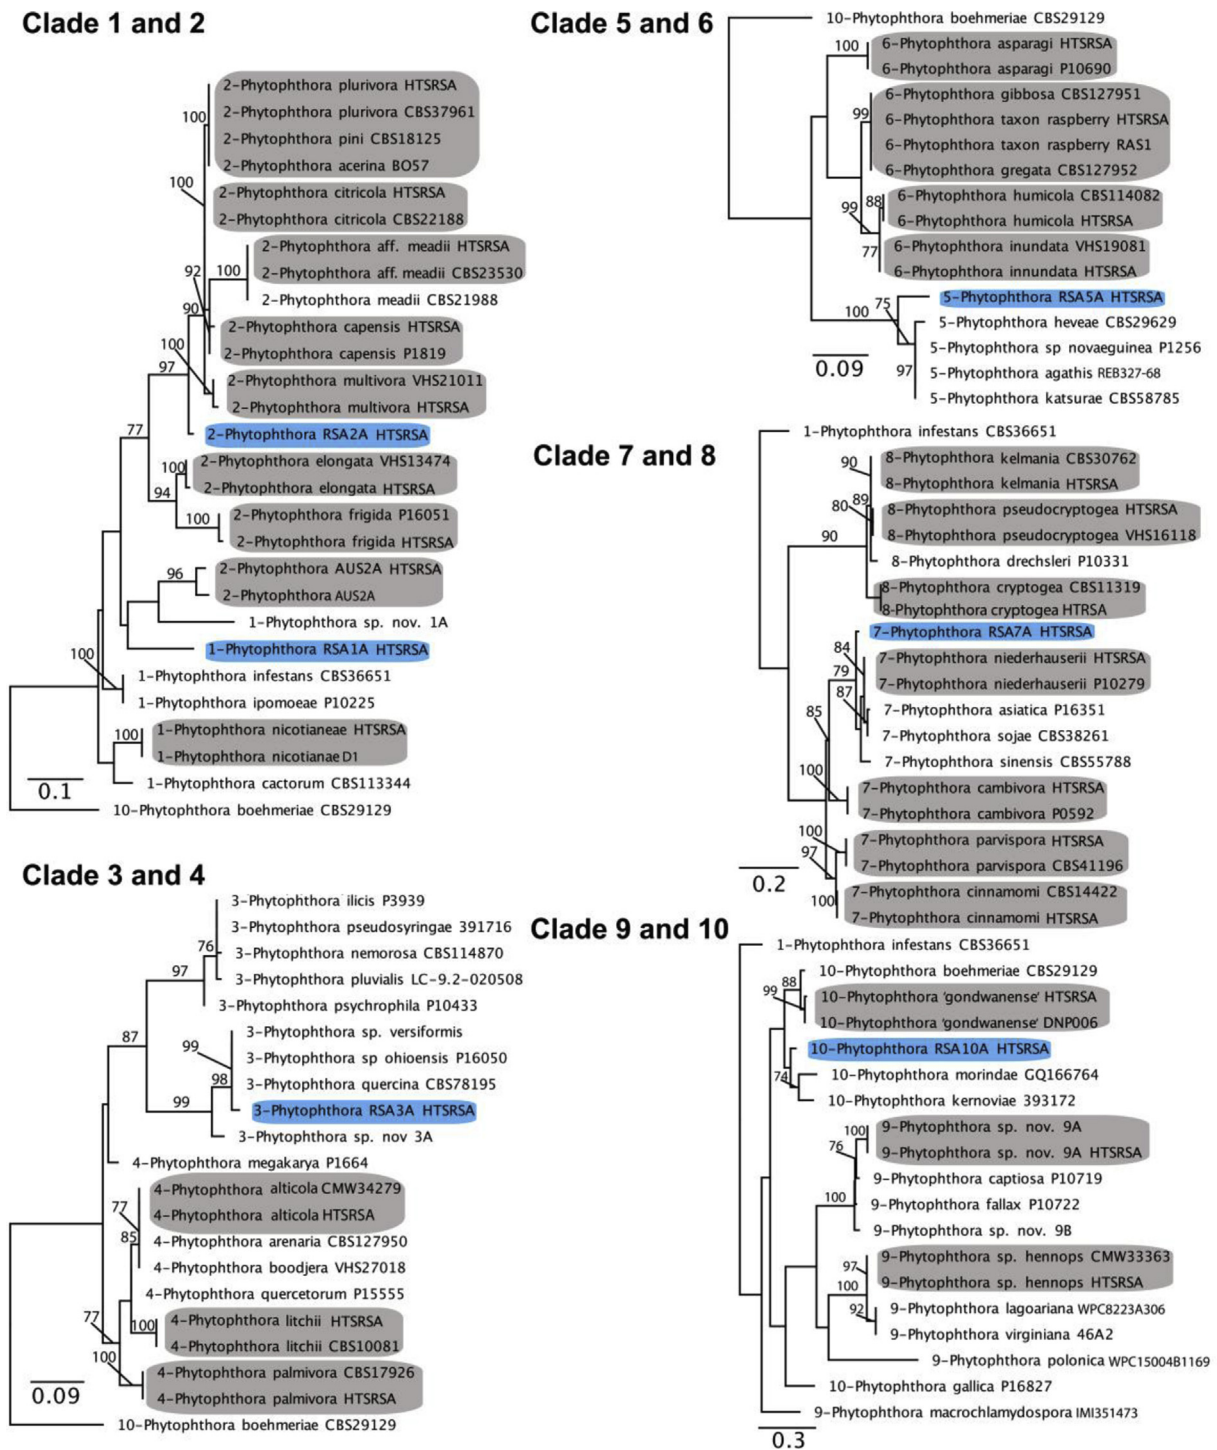 Clade 1 and 2
2-Phytophthora plurivora HTSRSA
100
2-Phytophthora plurivora CBS37961
2-Phytophthora pini CBS18125
2-Phytophthora acerina BO57
100
2-Phytophthora citricola HTSRSA
2-Phytophthora citricola CBS22188
2-Phytophthora aff. meadii HTSRSA
92
100
2-Phytophthora aff. meadii CBS23530
2-Phytophthora meadii CBS21988
90
2-Phytophthora capensis HTSRSA
100
2-Phytophthora capensis P1819
97
2-Phytophthora multivora VHS21011
2-Phytophthora multivora HTSRSA
77
2-Phytophthora RSA2A HTSRSA
100
2-Phytophthora elongata VHS13474
94
2-Phytophthora elongata HTSRSA
100
2-Phytophthora frigida P16051
2-Phytophthora frigida HTSRSA
96
2-Phytophthora AUS2A HTSRSA
2-Phytophthora AUS2A
1-Phytophthora sp. nov. 1A
1-Phytophthora RSA1A HTSRSA
100
1-Phytophthora infestans CBS36651
1-Phytophthora ipomoeae P10225
100
1-Phytophthora nicotianeae HTSRSA
1-Phytophthora nicotianae D1
1-Phytophthora cactorum CBS113344
0.1
10-Phytophthora boehmeriae CBS29129
Clade 3 and 4
3-Phytophthora ilicis P3939
3-Phytophthora pseudosyringae 391716
76
3-Phytophthora nemorosa CBS114870
97
3-Phytophthora pluvialis LC-9.2-020508
3-Phytophthora psychrophila P10433
3-Phytophthora sp. versiformis
87
99
3-Phytophthora sp ohioensis P16050
98
3-Phytophthora quercina CBS78195
99
3-Phytophthora RSA3A HTSRSA
3-Phytophthora sp. nov 3A
4-Phytophthora megakarya P1664
4-Phytophthora alticola CMW34279
77
4-Phytophthora alticola HTSRSA
85
4-Phytophthora arenaria CBS127950
4-Phytophthora boodjera VHS27018
4-Phytophthora quercetorum P15555
77
100
4-Phytophthora litchii HTSRSA
4-Phytophthora litchii CBS10081
100
4-Phytophthora palmivora CBS17926
0.09
4-Phytophthora palmivora HTSRSA
10-Phytophthora boehmeriae CBS29129
Clade 5 and 6
10-Phytophthora boehmeriae CBS29129
100
6-Phytophthora asparagi HTSRSA
6-Phytophthora asparagi P10690
6-Phytophthora gibbosa CBS127951
99
6-Phytophthora taxon raspberry HTSRSA
6-Phytophthora taxon raspberry RAS1
6-Phytophthora gregata CBS127952
99
88
6-Phytophthora humicola CBS114082
6-Phytophthora humicola HTSRSA
77
6-Phytophthora inundata VHS19081
6-Phytophthora innundata HTSRSA
100
75
5-Phytophthora RSA5A HTSRSA
5-Phytophthora heveae CBS29629
5-Phytophthora sp novaeguinea P1256
0.09
97
5-Phytophthora agathis REB327-68
5-Phytophthora katsurae CBS58785
Clade 7 and 8
1-Phytophthora infestans CBS36651
90
8-Phytophthora kelmania CBS30762
8-Phytophthora kelmania HTSRSA
80
89
8-Phytophthora pseudocryptogea HTSRSA
90
8-Phytophthora pseudocryptogea VHS16118
8-Phytophthora drechsleri P10331
8-Phytophthora cryptogea CBS11319
8-Phytophthora cryptogea HTRSA
7-Phytophthora RSA7A HTSRSA
84
7-Phytophthora niederhauserii HTSRSA
79
7-Phytophthora niederhauserii P10279
87
7-Phytophthora asiatica P16351
85
7-Phytophthora sojae CBS38261
7-Phytophthora sinensis CBS55788
100
7-Phytophthora cambivora HTSRSA
7-Phytophthora cambivora P0592
100
7-Phytophthora parvispora HTSRSA
97
7-Phytophthora parvispora CBS41196
0.2
100
7-Phytophthora cinnamomi CBS14422
7-Phytophthora cinnamomi HTSRSA
Clade 9 and 10
1-Phytophthora infestans CBS36651
10-Phytophthora boehmeriae CBS29129
99
88
10-Phytophthora ‘gondwanense’ HTSRSA
10-Phytophthora ‘gondwanense’ DNP006
10-Phytophthora RSA10A HTSRSA
74
10-Phytophthora morindae GQ166764
10-Phytophthora kernoviae 393172
100
9-Phytophthora sp. nov. 9A
76
9-Phytophthora sp. nov. 9A HTSRSA
9-Phytophthora captiosa P10719
100
9-Phytophthora fallax P10722
9-Phytophthora sp. nov. 9B
97
9-Phytophthora sp. hennops CMW33363
100
9-Phytophthora sp. hennops HTSRSA
92
9-Phytophthora lagoariana WPC8223A306
9-Phytophthora virginiana 46A2
9-Phytophthora polonica WPC15004B1169
10-Phytophthora gallica P16827
9-Phytophthora macrochlamydospora IMI351473
0.3